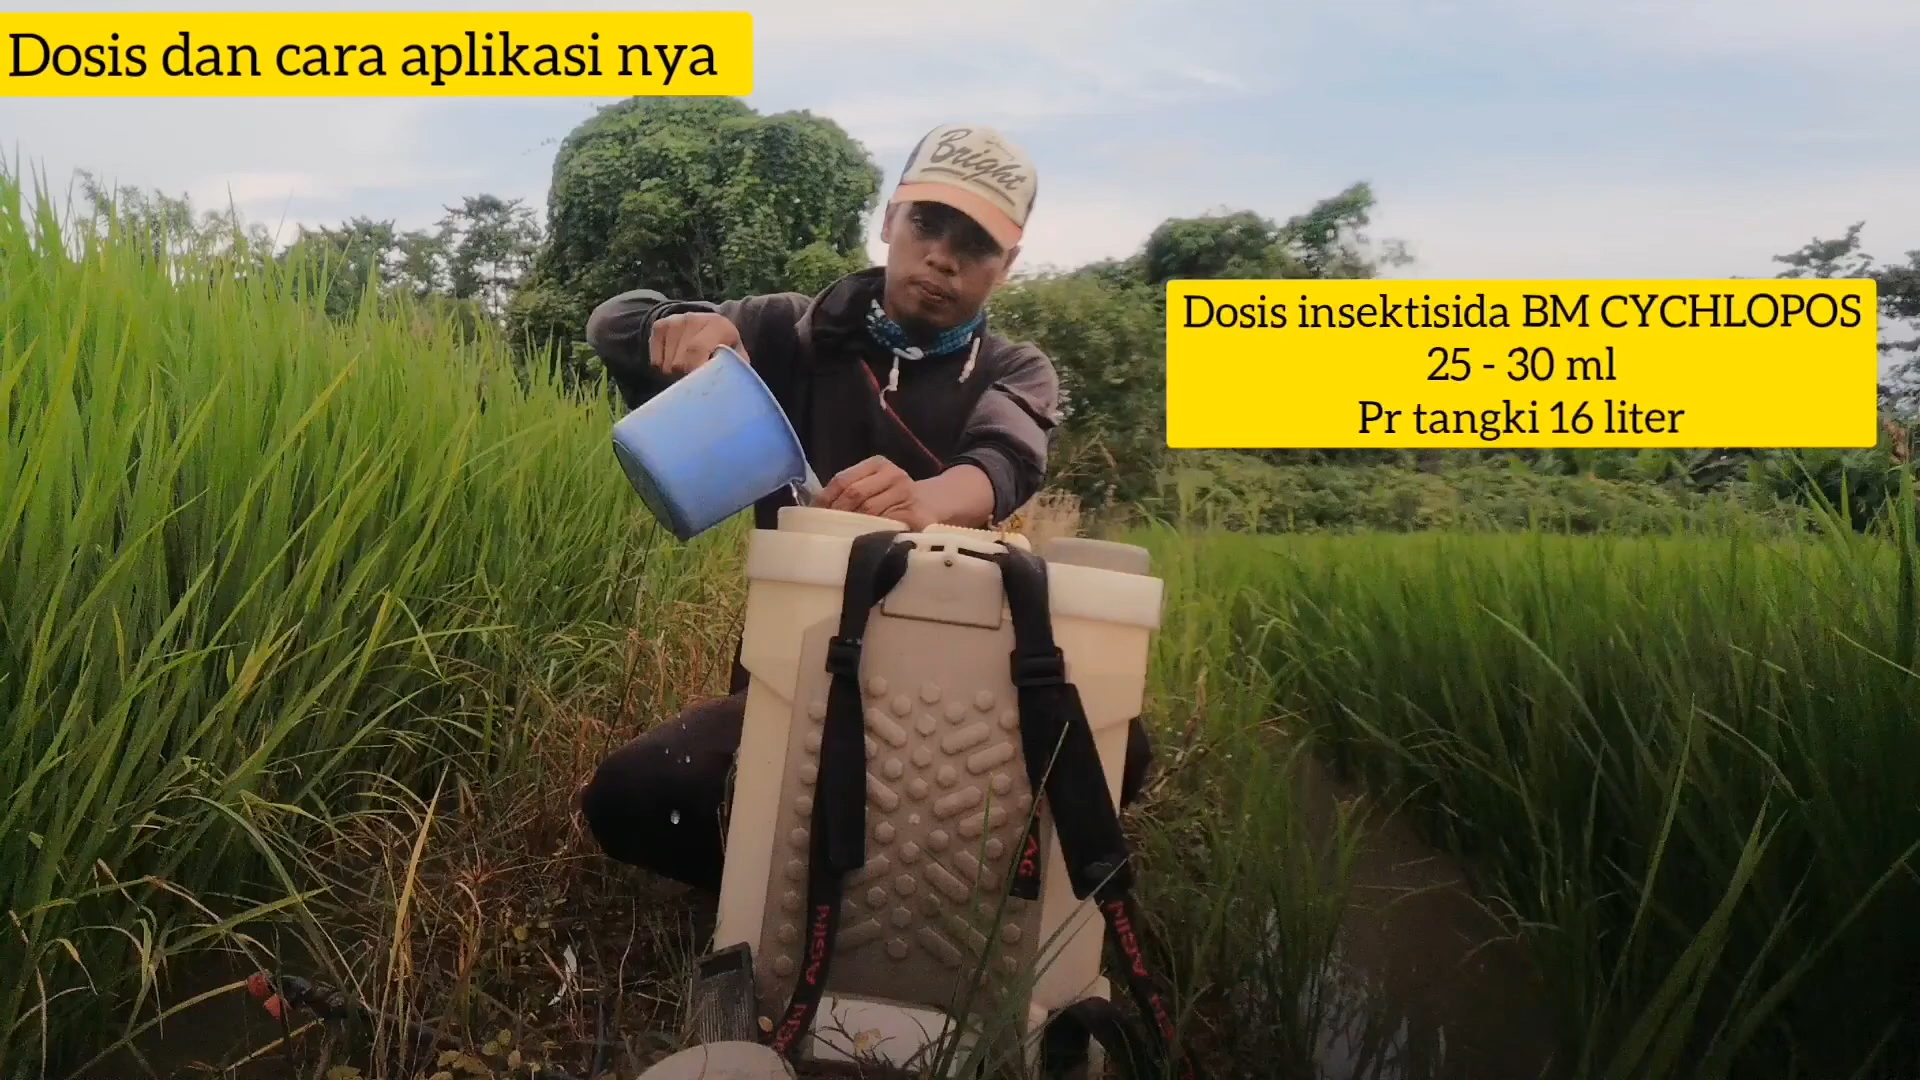 Dosis dan cara aplikasi nya
Bright
Dosis insektisida BM CYCHLOPOS
25 - 30 ml
Pr tangki 16 liter